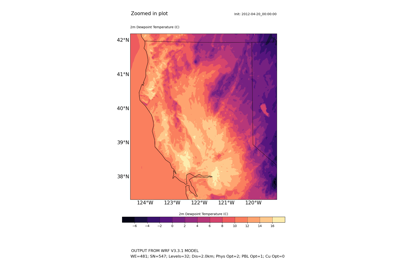 Zoomed in plot
Init: 2012-04-20_00:00:00
2m Dewpoint Temperature (C)
42°N
41°N
40°N
39°N
38°N
124°W 123°W 122°W 121°W 120°W
2m Dewpoint Temperature (C)
-6 -4 -2 0 2 4 6 8 10 12 14 16
OUTPUT FROM WRF V3.3.1 MODEL
WE=481; SN=547; Levels=32; Dis=2.0km; Phys Opt=2; PBL Opt=1; Cu Opt=0